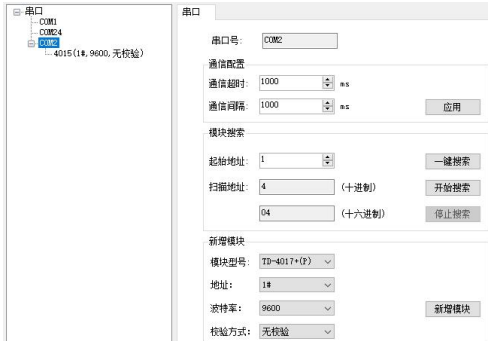 串口
COM1
COM24
COM2
4015(1#,9600,无校验)
串口
串口号: COM2
通信配置
通信超时: 1000 ms
通信间隔: 1000 ms 应用
模块搜索
起始地址: 1 一键搜索
扫描地址: 4 (十进制) 开始搜索
04 (十六进制) 停止搜索
新增模块
模块型号: TD-4017+(P)
地址: 1#
波特率: 9600 新增模块
校验方式: 无校验